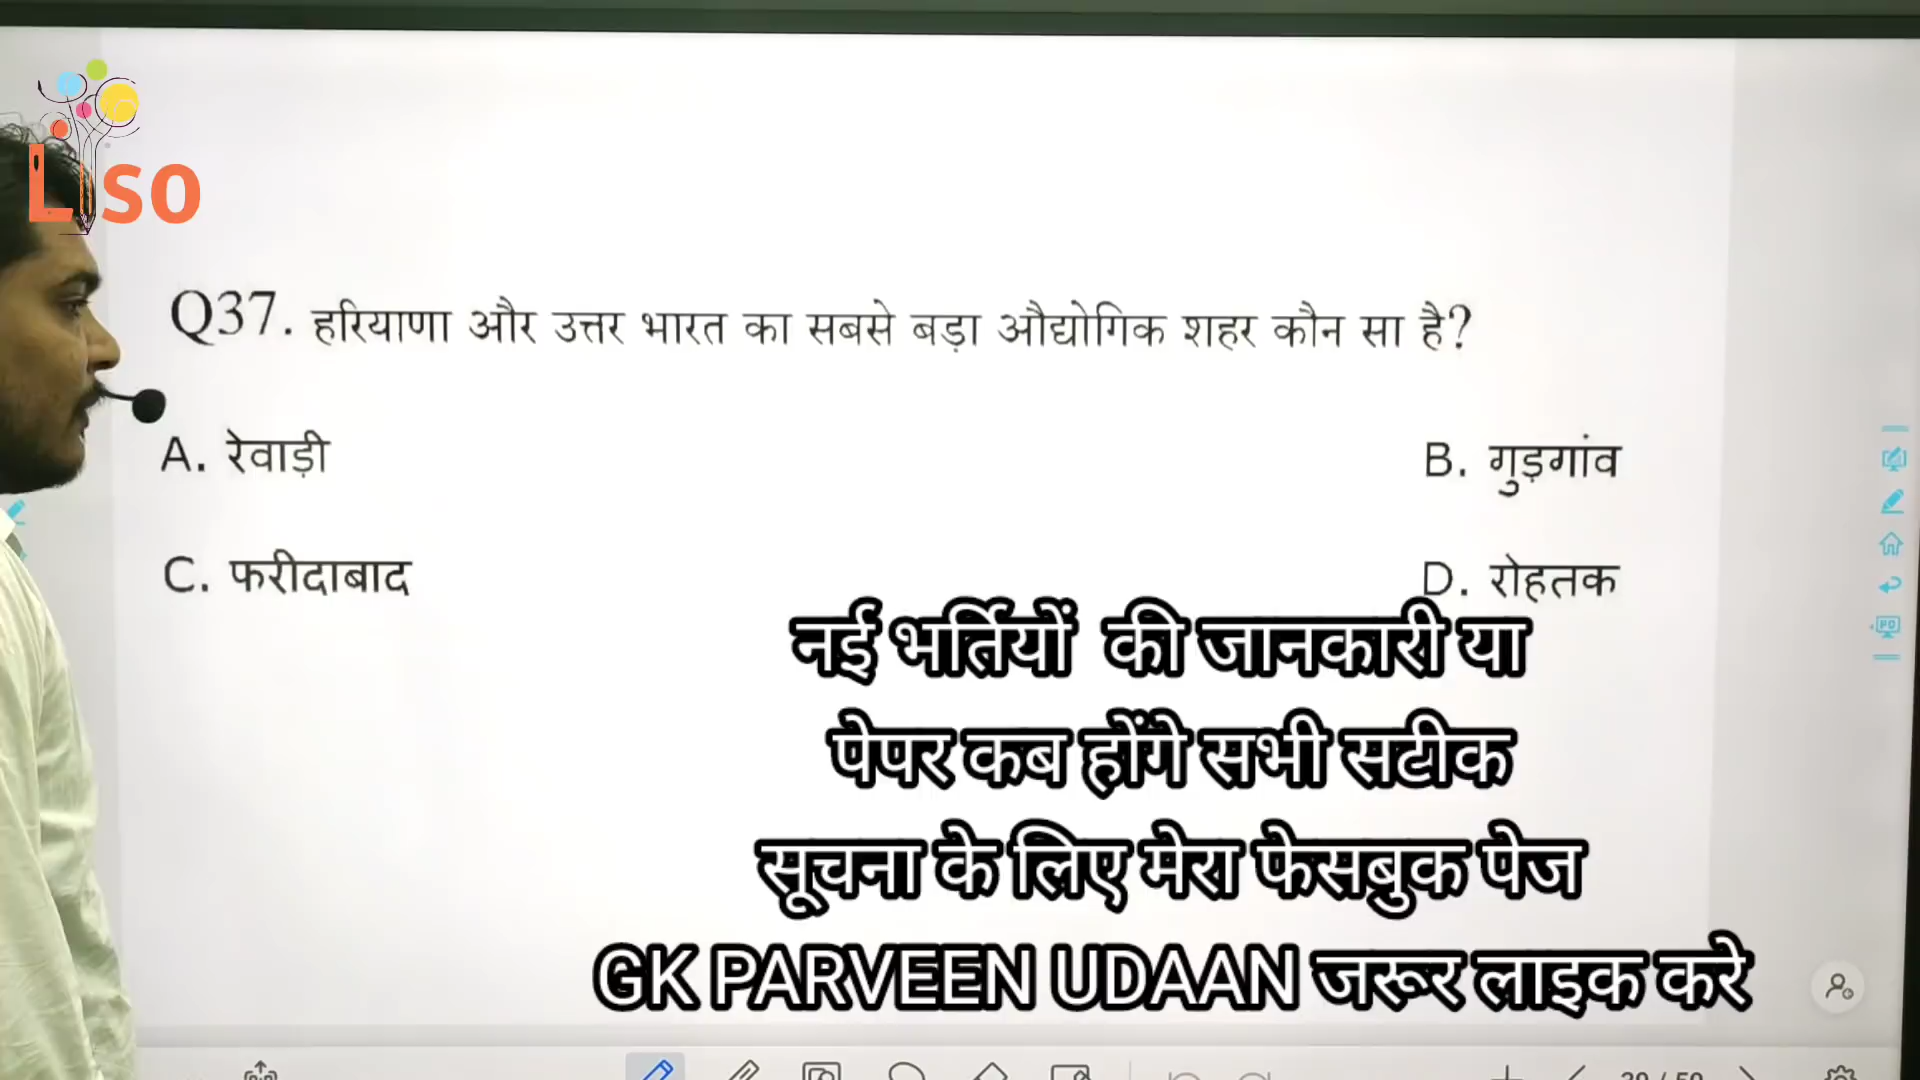 Liso
Q37. हरियाणा और उत्तर भारत का सबसे बड़ा औद्योगिक शहर कौन सा है?
A. रेवाड़ी
B. गुड़गांव
C. फरीदाबाद
D. रोहतक
नई भर्तियों की जानकारी या
पेपर कब होंगे सभी सटीक
सूचना के लिए मेरा फेसबुक पेज
GK PARVEEN UDAAN जरूर लाइक करे